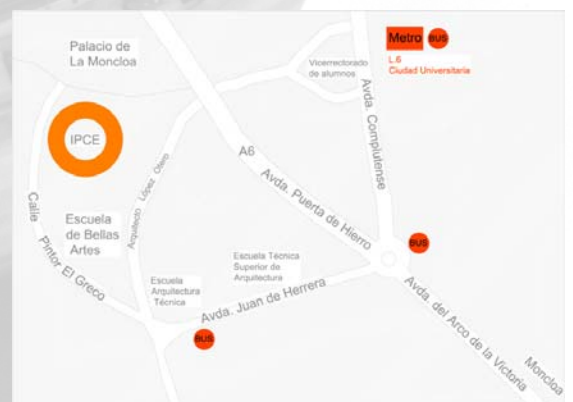 Palacio de
La Moncloa
Metro
BUS
L.6
Ciudad Universitaria
Vicerrectorado
de alumnos
IPCE
Avda. Complutense
A6
Arquitecto López Otero
Avda. Puerta de Hierro
Calle Pintor El Greco
Escuela
de Bellas
Artes
BUS
Escuela Técnica
Superior de
Arquitectura
Escuela
Arquitectura
Técnica
Avda. Juan de Herrera
BUS
Avda. del Arco de la Victoria
Moncloa